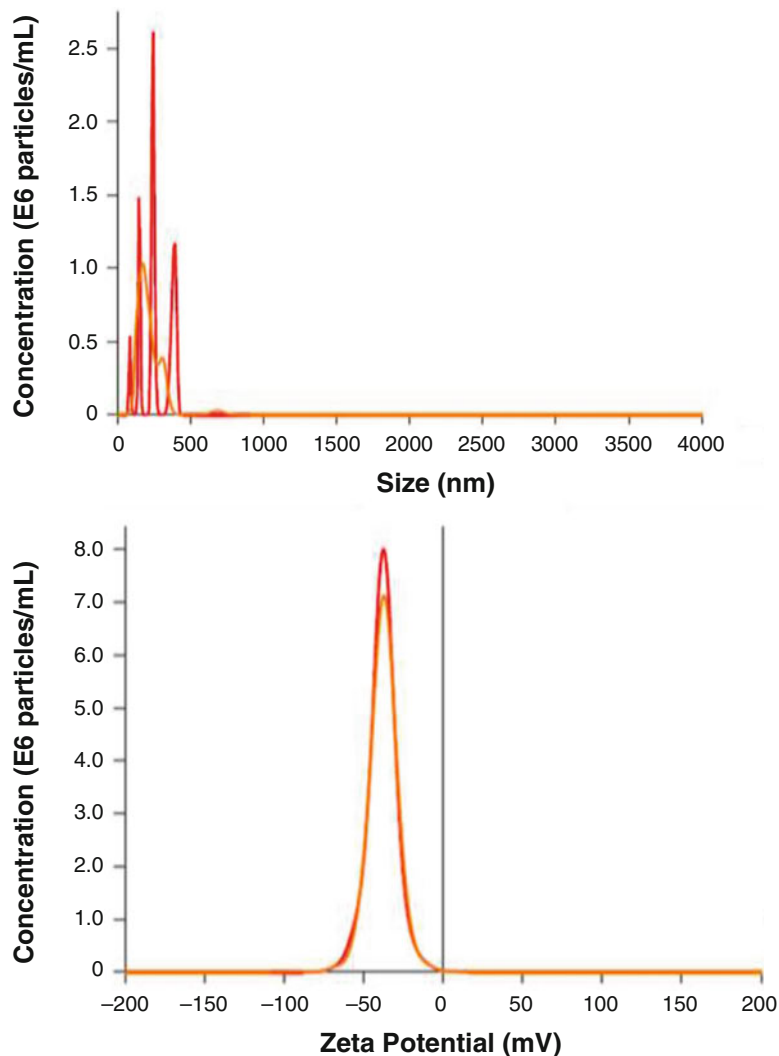 Concentration (E6 particles/mL)
2.5
2.0
1.5
1.0
0.5
0
0 500 1000 1500 2000 2500 3000 3500 4000
Size (nm)
Concentration (E6 particles/mL)
8.0
7.0
6.0
5.0
4.0
3.0
2.0
1.0
0
−200 −150 −100 −50 0 50 100 150 200
Zeta Potential (mV)